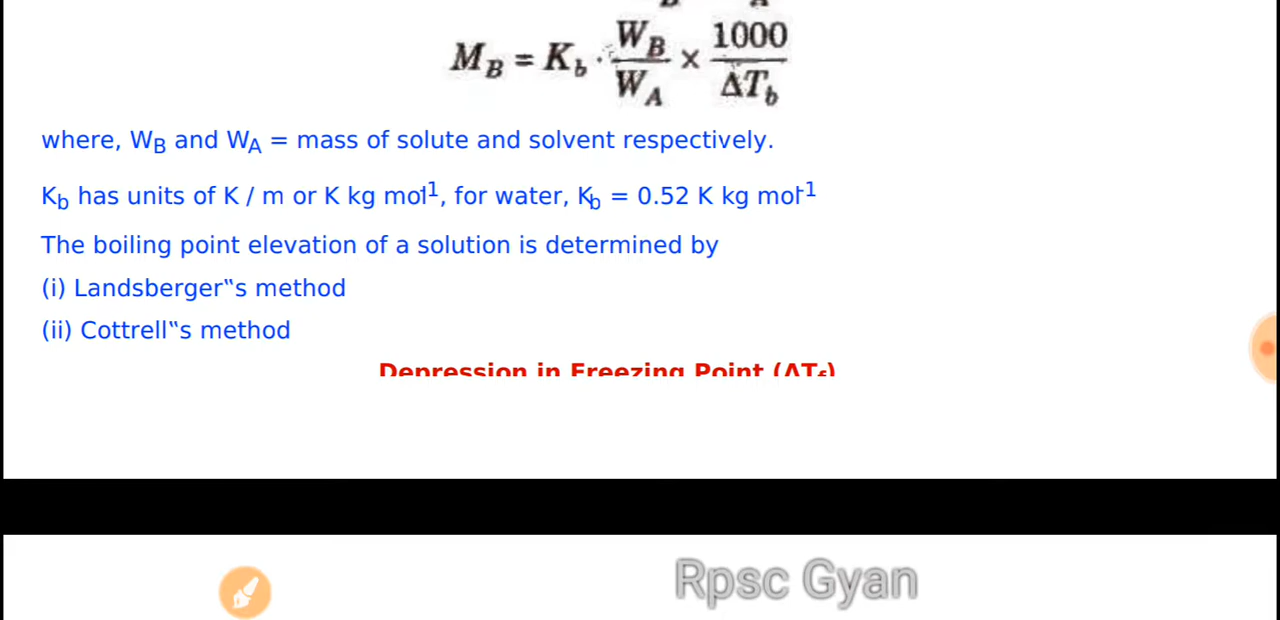 M_B = K_b · W_B / W_A × 1000 / ΔT_b
where, W_B and W_A = mass of solute and solvent respectively.
K_b has units of K / m or K kg mol⁻¹, for water, K_b = 0.52 K kg mol⁻¹
The boiling point elevation of a solution is determined by
(i) Landsberger‟s method
(ii) Cottrell‟s method
Depression in Freezing Point (ΔT_f)
Rpsc Gyan